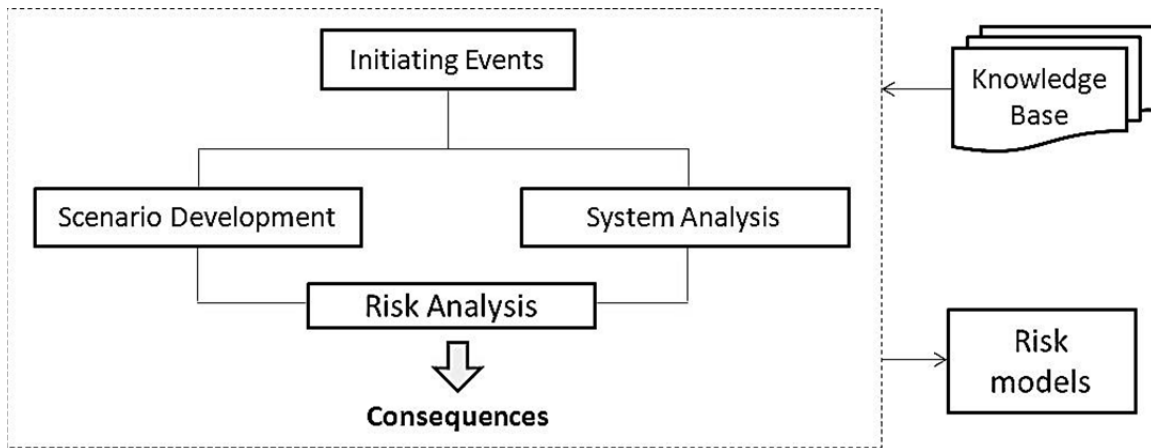 Initiating Events
Knowledge
Base
Scenario Development
System Analysis
Risk Analysis
Consequences
Risk
models